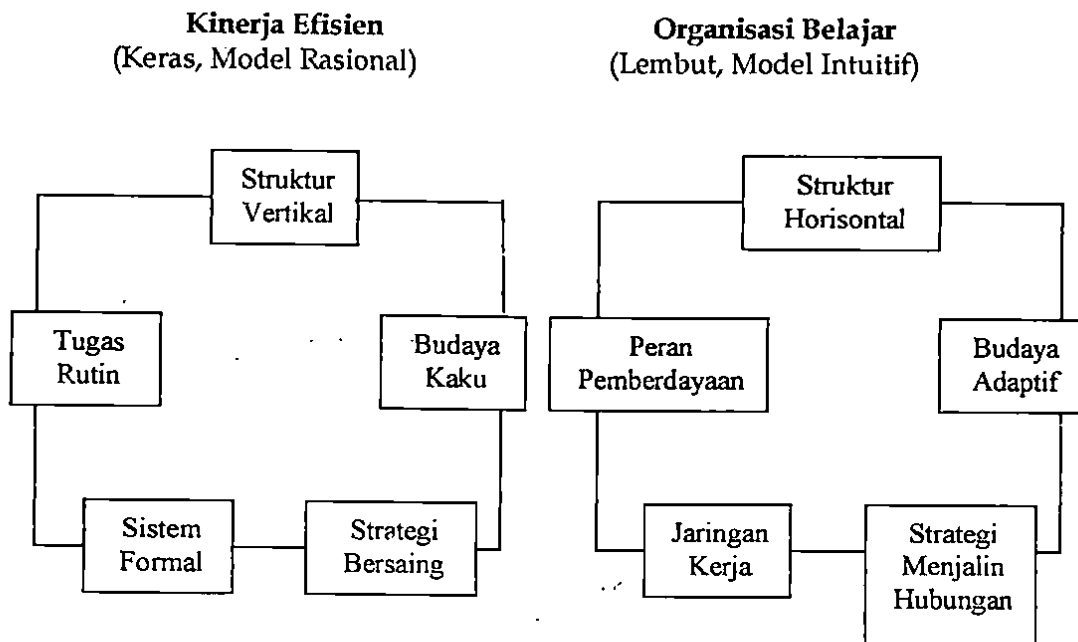 Kinerja Efisien
(Keras, Model Rasional)
Organisasi Belajar
(Lembut, Model Intuitif)
Struktur
Vertikal
Tugas
Rutin
Budaya
Kaku
Sistem
Formal
Strategi
Bersaing
Struktur
Horisontal
Peran
Pemberdayaan
Budaya
Adaptif
Jaringan
Kerja
Strategi
Menjalin
Hubungan